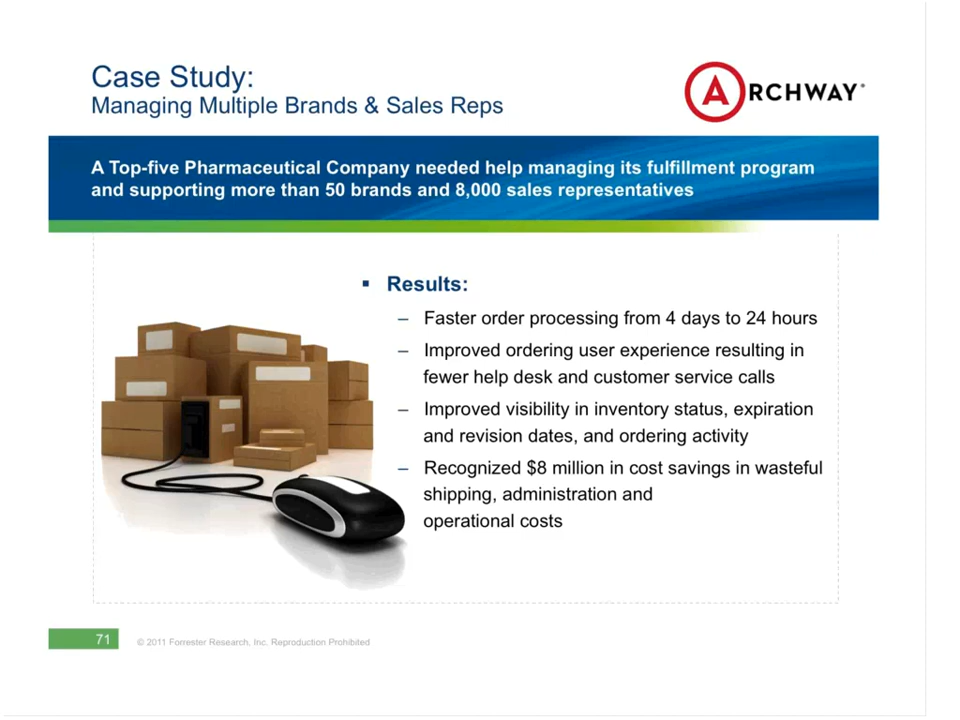 Case Study:
Managing Multiple Brands & Sales Reps
ARCHWAY®
A Top-five Pharmaceutical Company needed help managing its fulfillment program
and supporting more than 50 brands and 8,000 sales representatives
▪ Results:
– Faster order processing from 4 days to 24 hours
– Improved ordering user experience resulting in
fewer help desk and customer service calls
– Improved visibility in inventory status, expiration
and revision dates, and ordering activity
– Recognized $8 million in cost savings in wasteful
shipping, administration and
operational costs
71
© 2011 Forrester Research, Inc. Reproduction Prohibited